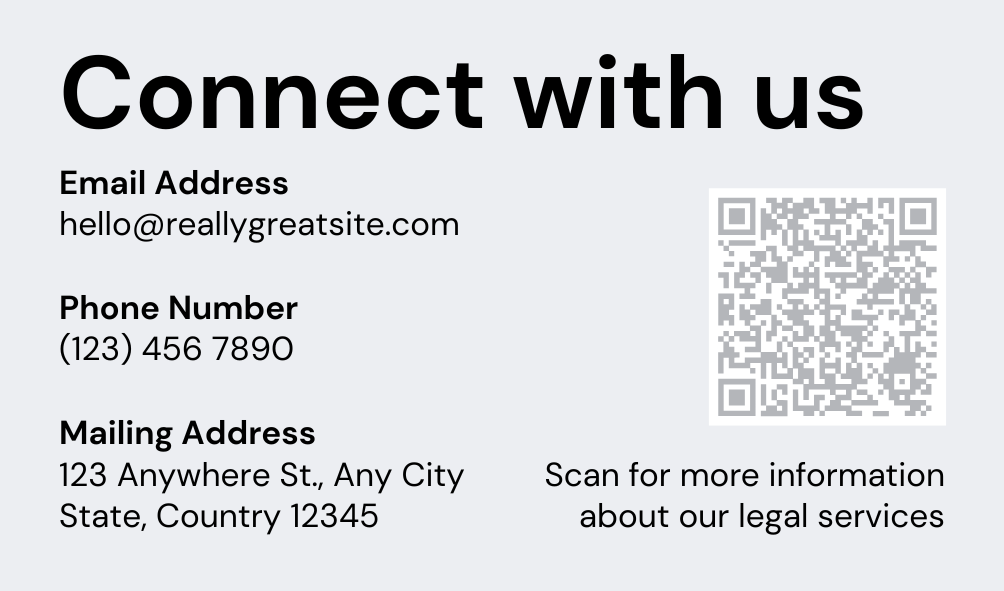 Connect with us
Email Address
hello@reallygreatsite.com
Phone Number
(123) 456 7890
Mailing Address
123 Anywhere St., Any City
State, Country 12345
Scan for more information
about our legal services